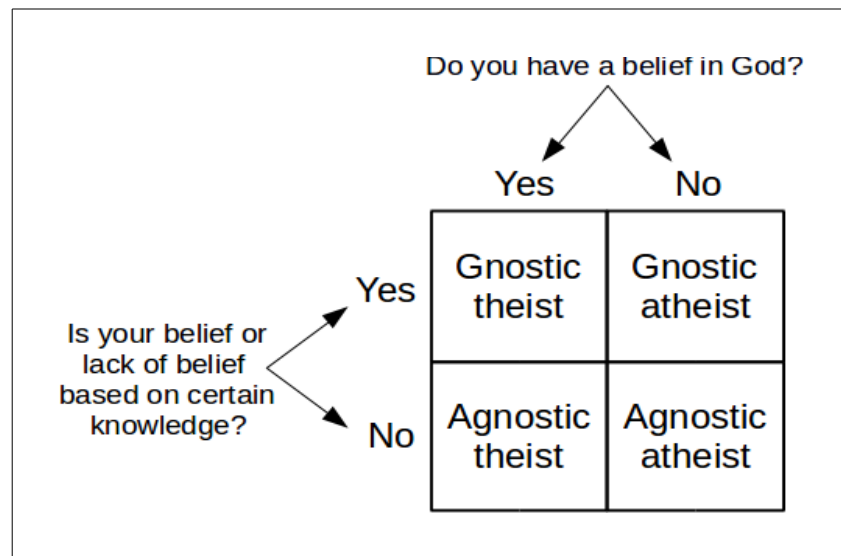 Do you have a belief in God?
Yes
No
Yes
Gnostic
theist
Gnostic
atheist
Is your belief or
lack of belief
based on certain
knowledge?
No
Agnostic
theist
Agnostic
atheist